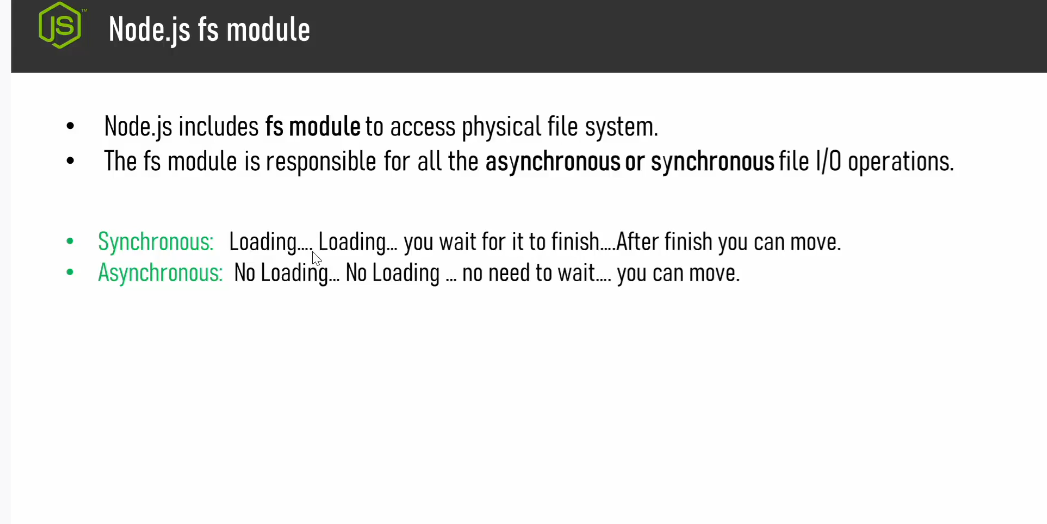 JS™
Node.js fs module
• Node.js includes fs module to access physical file system.
• The fs module is responsible for all the asynchronous or synchronous file I/O operations.
• Synchronous: Loading.... Loading... you wait for it to finish....After finish you can move.
• Asynchronous: No Loading... No Loading ... no need to wait.... you can move.